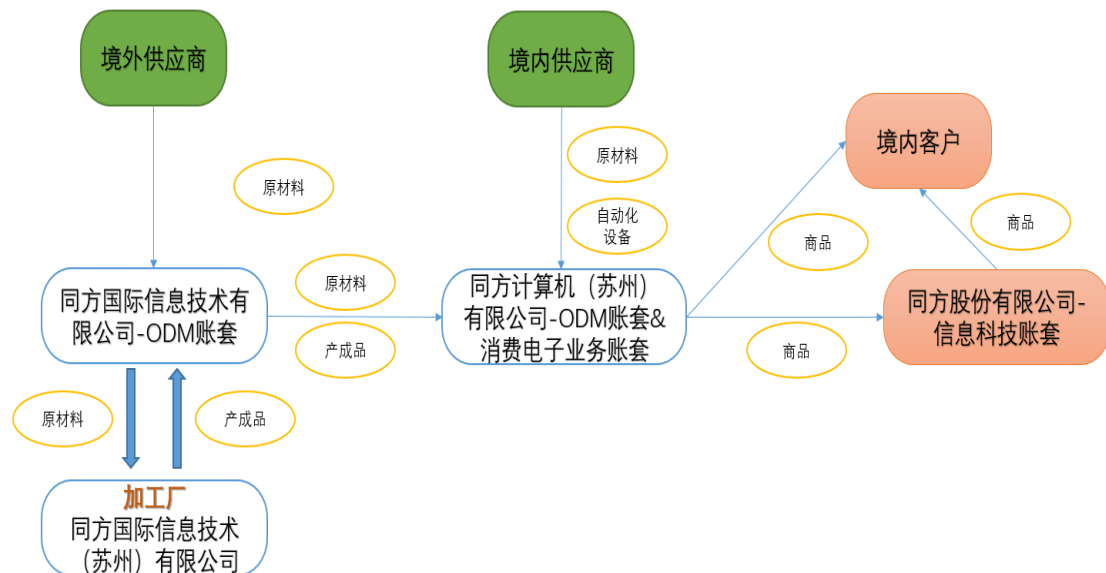 境外供应商
境内供应商
境内客户
原材料
自动化
设备
原材料
商品
商品
同方国际信息技术有
限公司-ODM账套
原材料
产成品
同方计算机（苏州）
有限公司-ODM账套&
消费电子业务账套
商品
同方股份有限公司-
信息科技账套
原材料
产成品
加工厂
同方国际信息技术
（苏州）有限公司